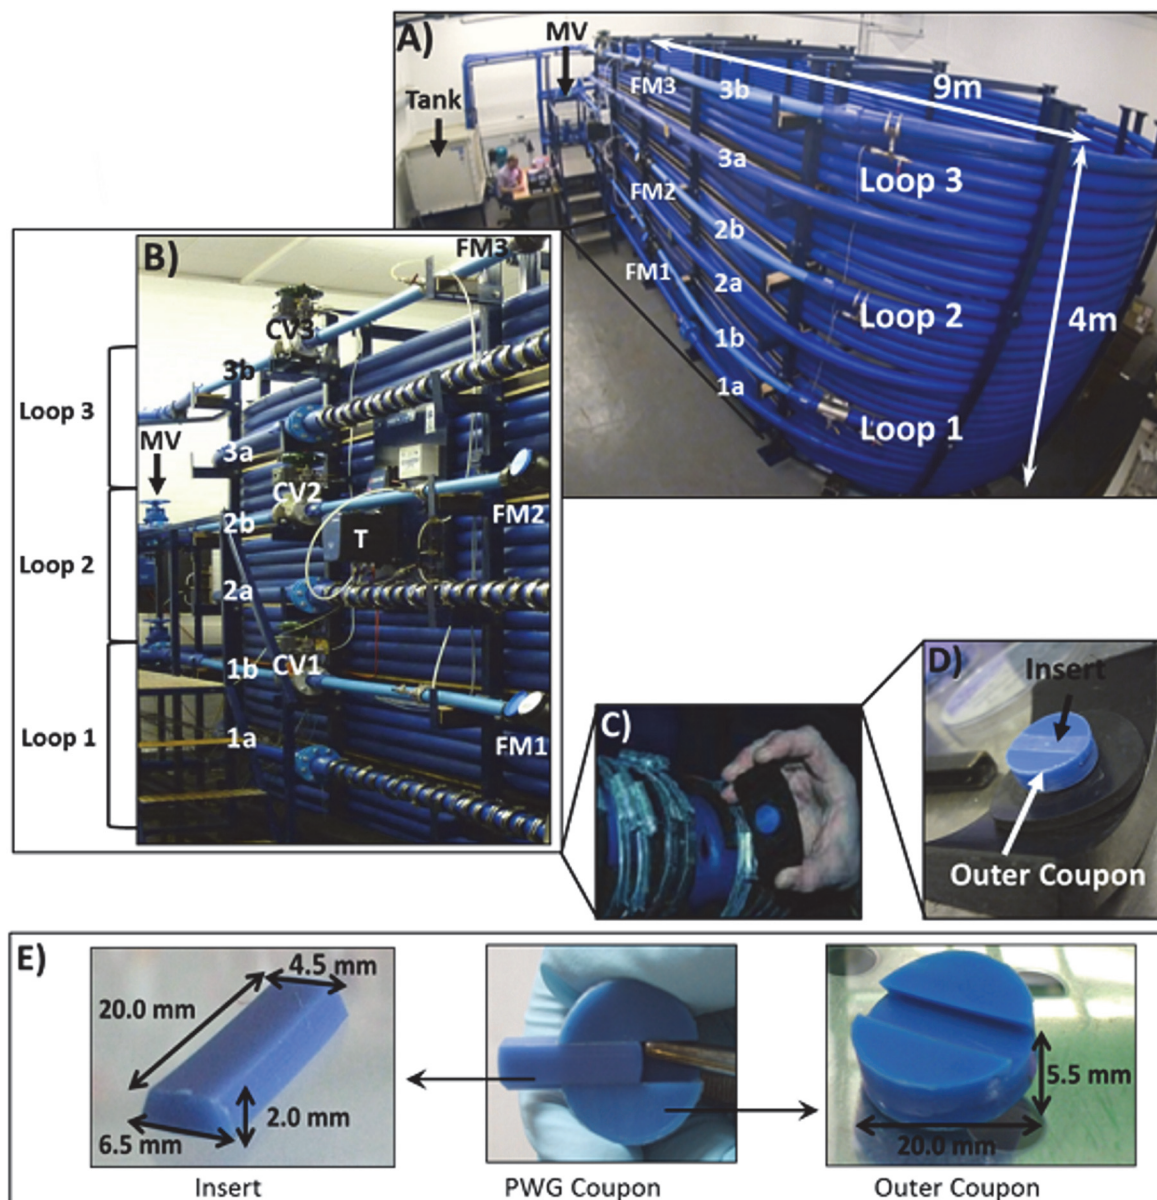 A)
MV
Tank
FM3
3b
9m
3a
Loop 3
FM2
2b
FM1
2a
Loop 2
4m
1b
1a
Loop 1
B)
FM3
CV3
3b
Loop 3
MV
3a
CV2
2b
FM2
T
Loop 2
2a
1b
CV1
Loop 1
1a
FM1
C)
D)
Insert
Outer Coupon
E)
4.5 mm
20.0 mm
2.0 mm
6.5 mm
5.5 mm
20.0 mm
Insert
PWG Coupon
Outer Coupon